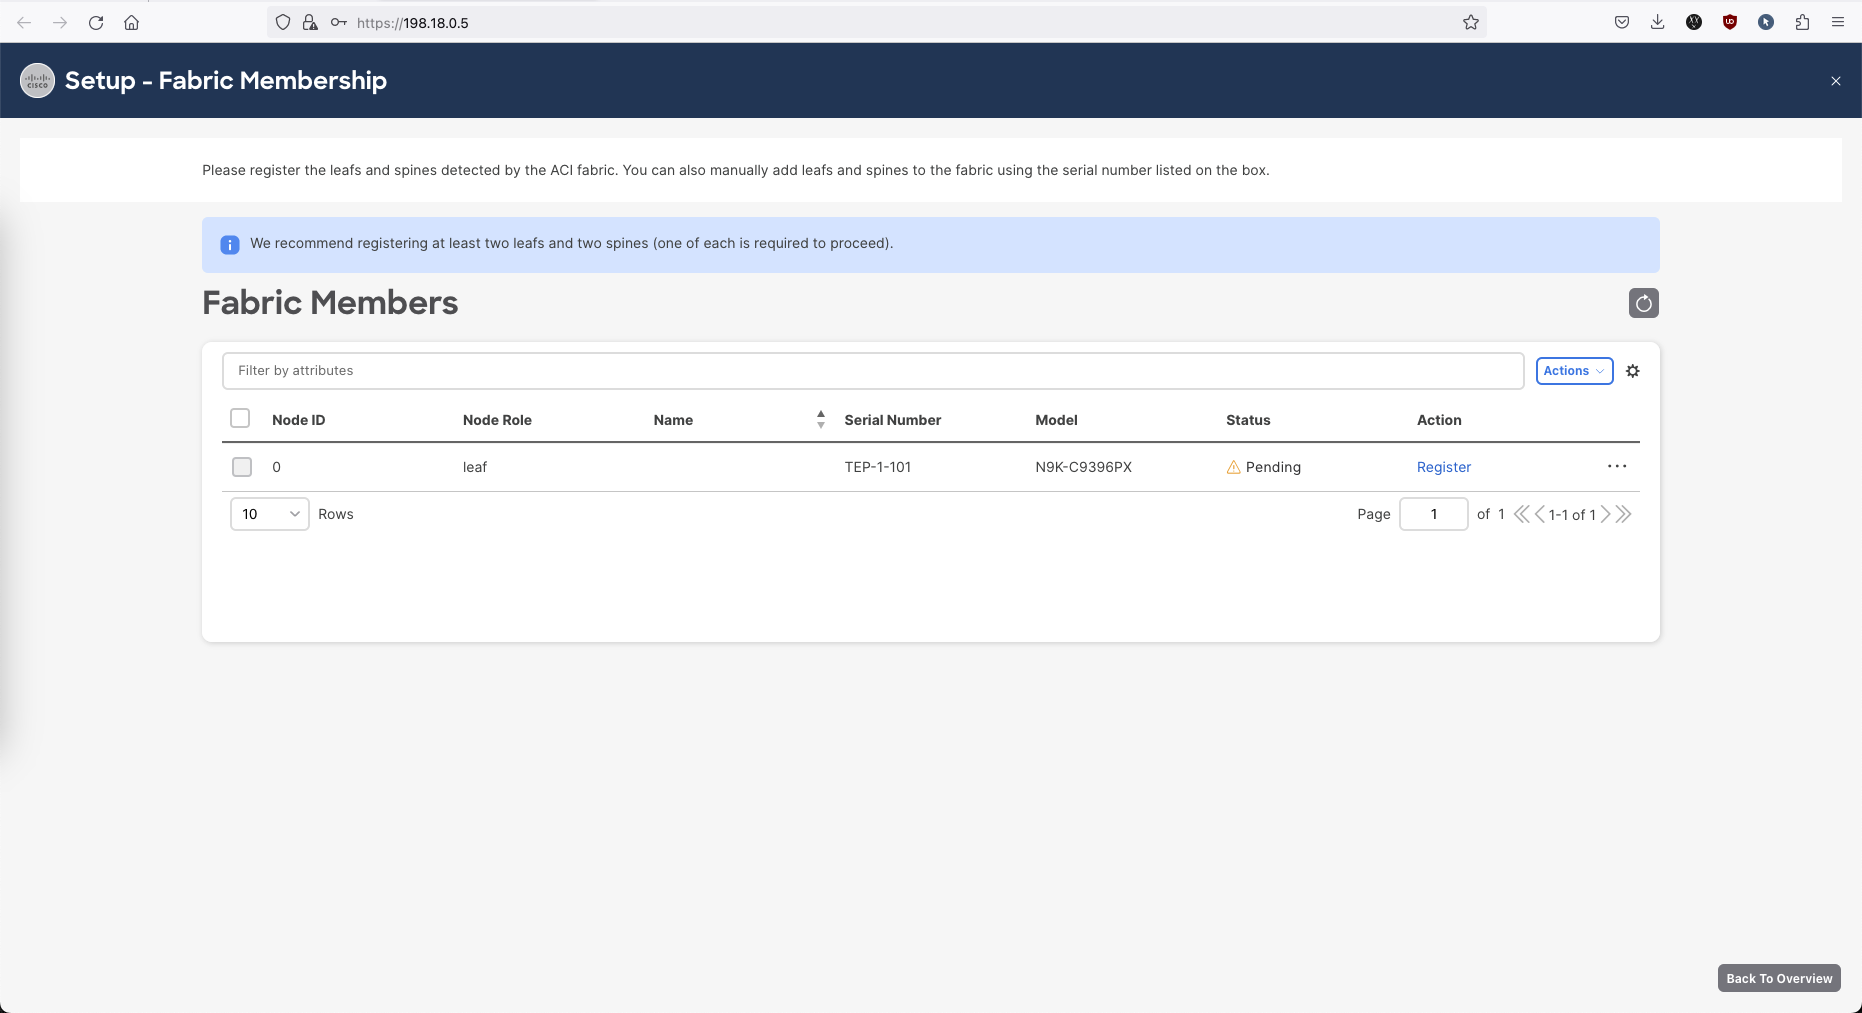 https://198.18.0.5
CISCO
Setup - Fabric Membership
Please register the leafs and spines detected by the ACI fabric. You can also manually add leafs and spines to the fabric using the serial number listed on the box.
We recommend registering at least two leafs and two spines (one of each is required to proceed).
Fabric Members
Filter by attributes Actions
Node ID Node Role Name Serial Number Model Status Action
0 leaf TEP-1-101 N9K-C9396PX Pending Register
10 Rows Page 1 of 1 1-1 of 1
Back To Overview